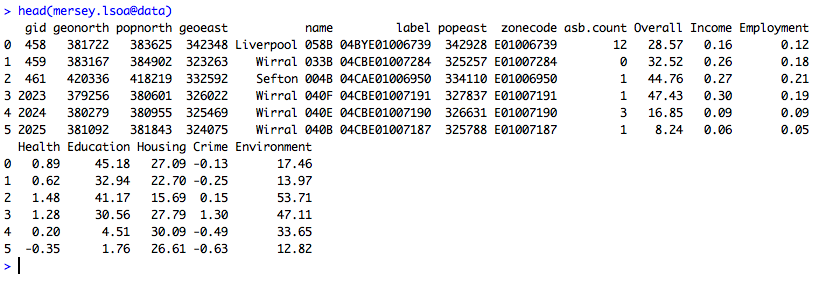 > head(mersey.lsoa@data)
gid geonorth popnorth geoeast name label popeast zonecode asb.count Overall Income Employment
0 458 381722 383625 342348 Liverpool 058B 04BYE01006739 342928 E01006739 12 28.57 0.16 0.12
1 459 383167 384902 323263 Wirral 033B 04CBE01007284 325257 E01007284 0 32.52 0.26 0.18
2 461 420336 418219 332592 Sefton 004B 04CAE01006950 334110 E01006950 1 44.76 0.27 0.21
3 2023 379256 380601 326022 Wirral 040F 04CBE01007191 327837 E01007191 1 47.43 0.30 0.19
4 2024 380279 380955 325469 Wirral 040E 04CBE01007190 326631 E01007190 3 16.85 0.09 0.09
5 2025 381092 381843 324075 Wirral 040B 04CBE01007187 325788 E01007187 1 8.24 0.06 0.05
Health Education Housing Crime Environment
0 0.89 45.18 27.09 -0.13 17.46
1 0.62 32.94 22.70 -0.25 13.97
2 1.48 41.17 15.69 0.15 53.71
3 1.28 30.56 27.79 1.30 47.11
4 0.20 4.51 30.09 -0.49 33.65
5 -0.35 1.76 26.61 -0.63 12.82
>